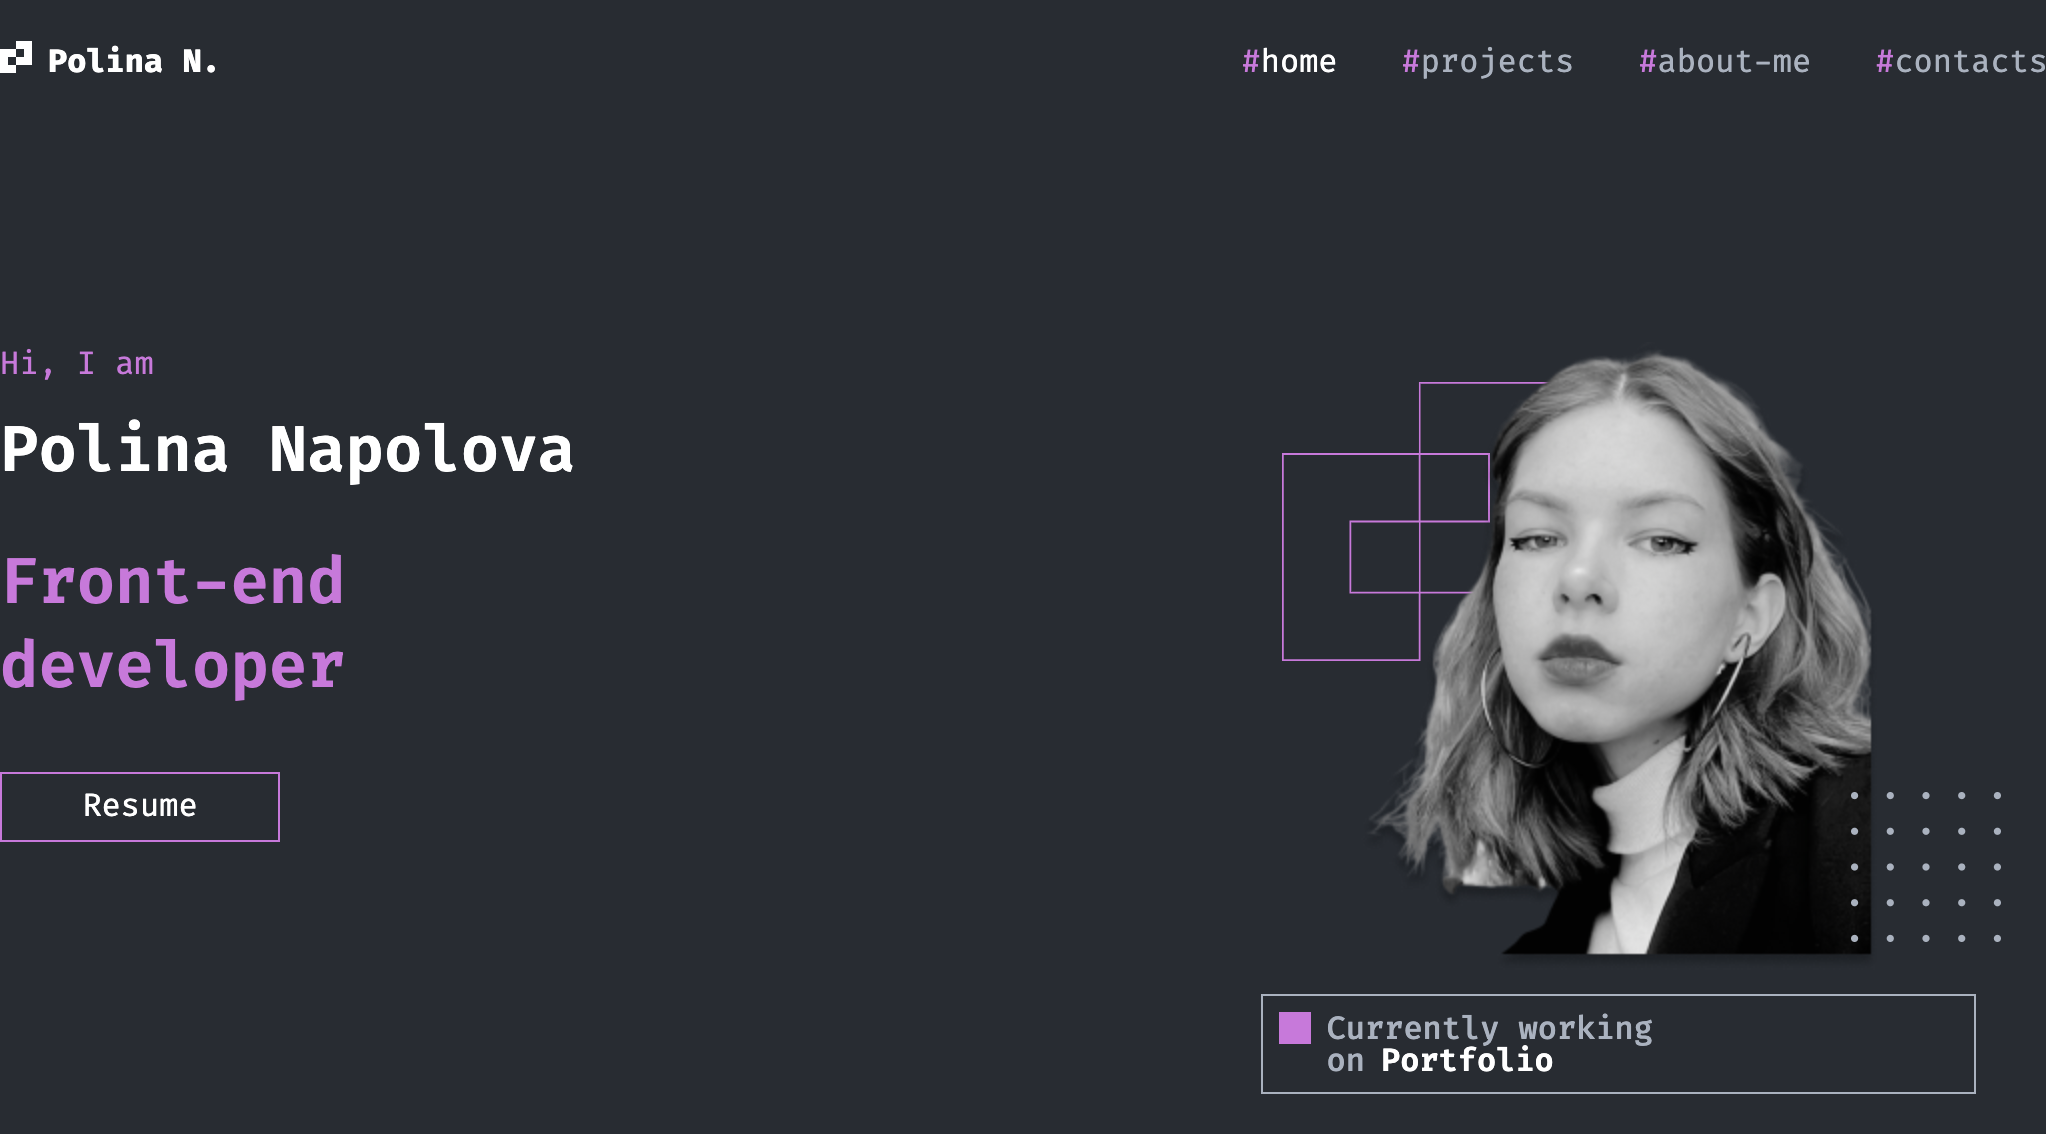 Polina N.
#home #projects #about-me #contacts
Hi, I am
Polina Napolova
Front-end
developer
Resume
Currently working
on Portfolio